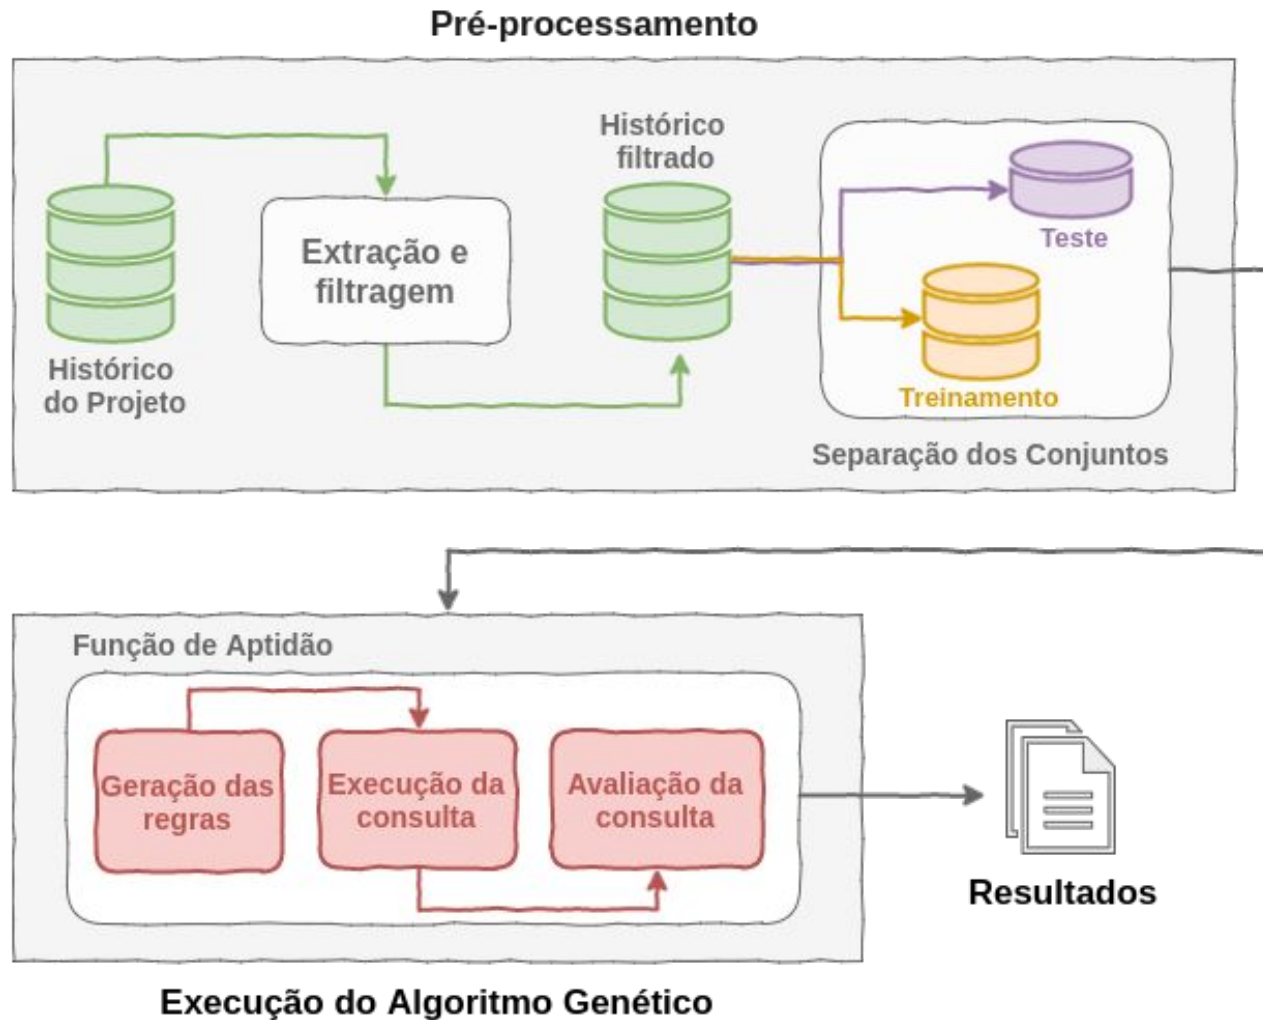 Pré-processamento
Histórico
filtrado
Extração e
filtragem
Teste
Histórico
do Projeto
Treinamento
Separação dos Conjuntos
Função de Aptidão
Geração das
regras
Execução da
consulta
Avaliação da
consulta
Resultados
Execução do Algoritmo Genético